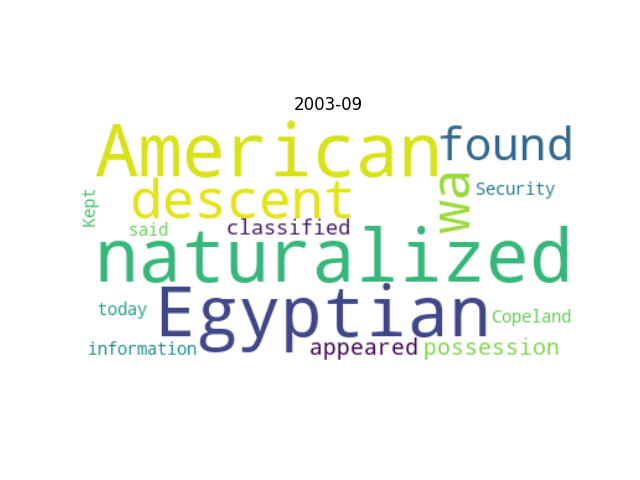 2003-09
American
found
descent
wa
Security
Kept
said
classified
naturalized
Egyptian
today
Copeland
information
appeared
possession